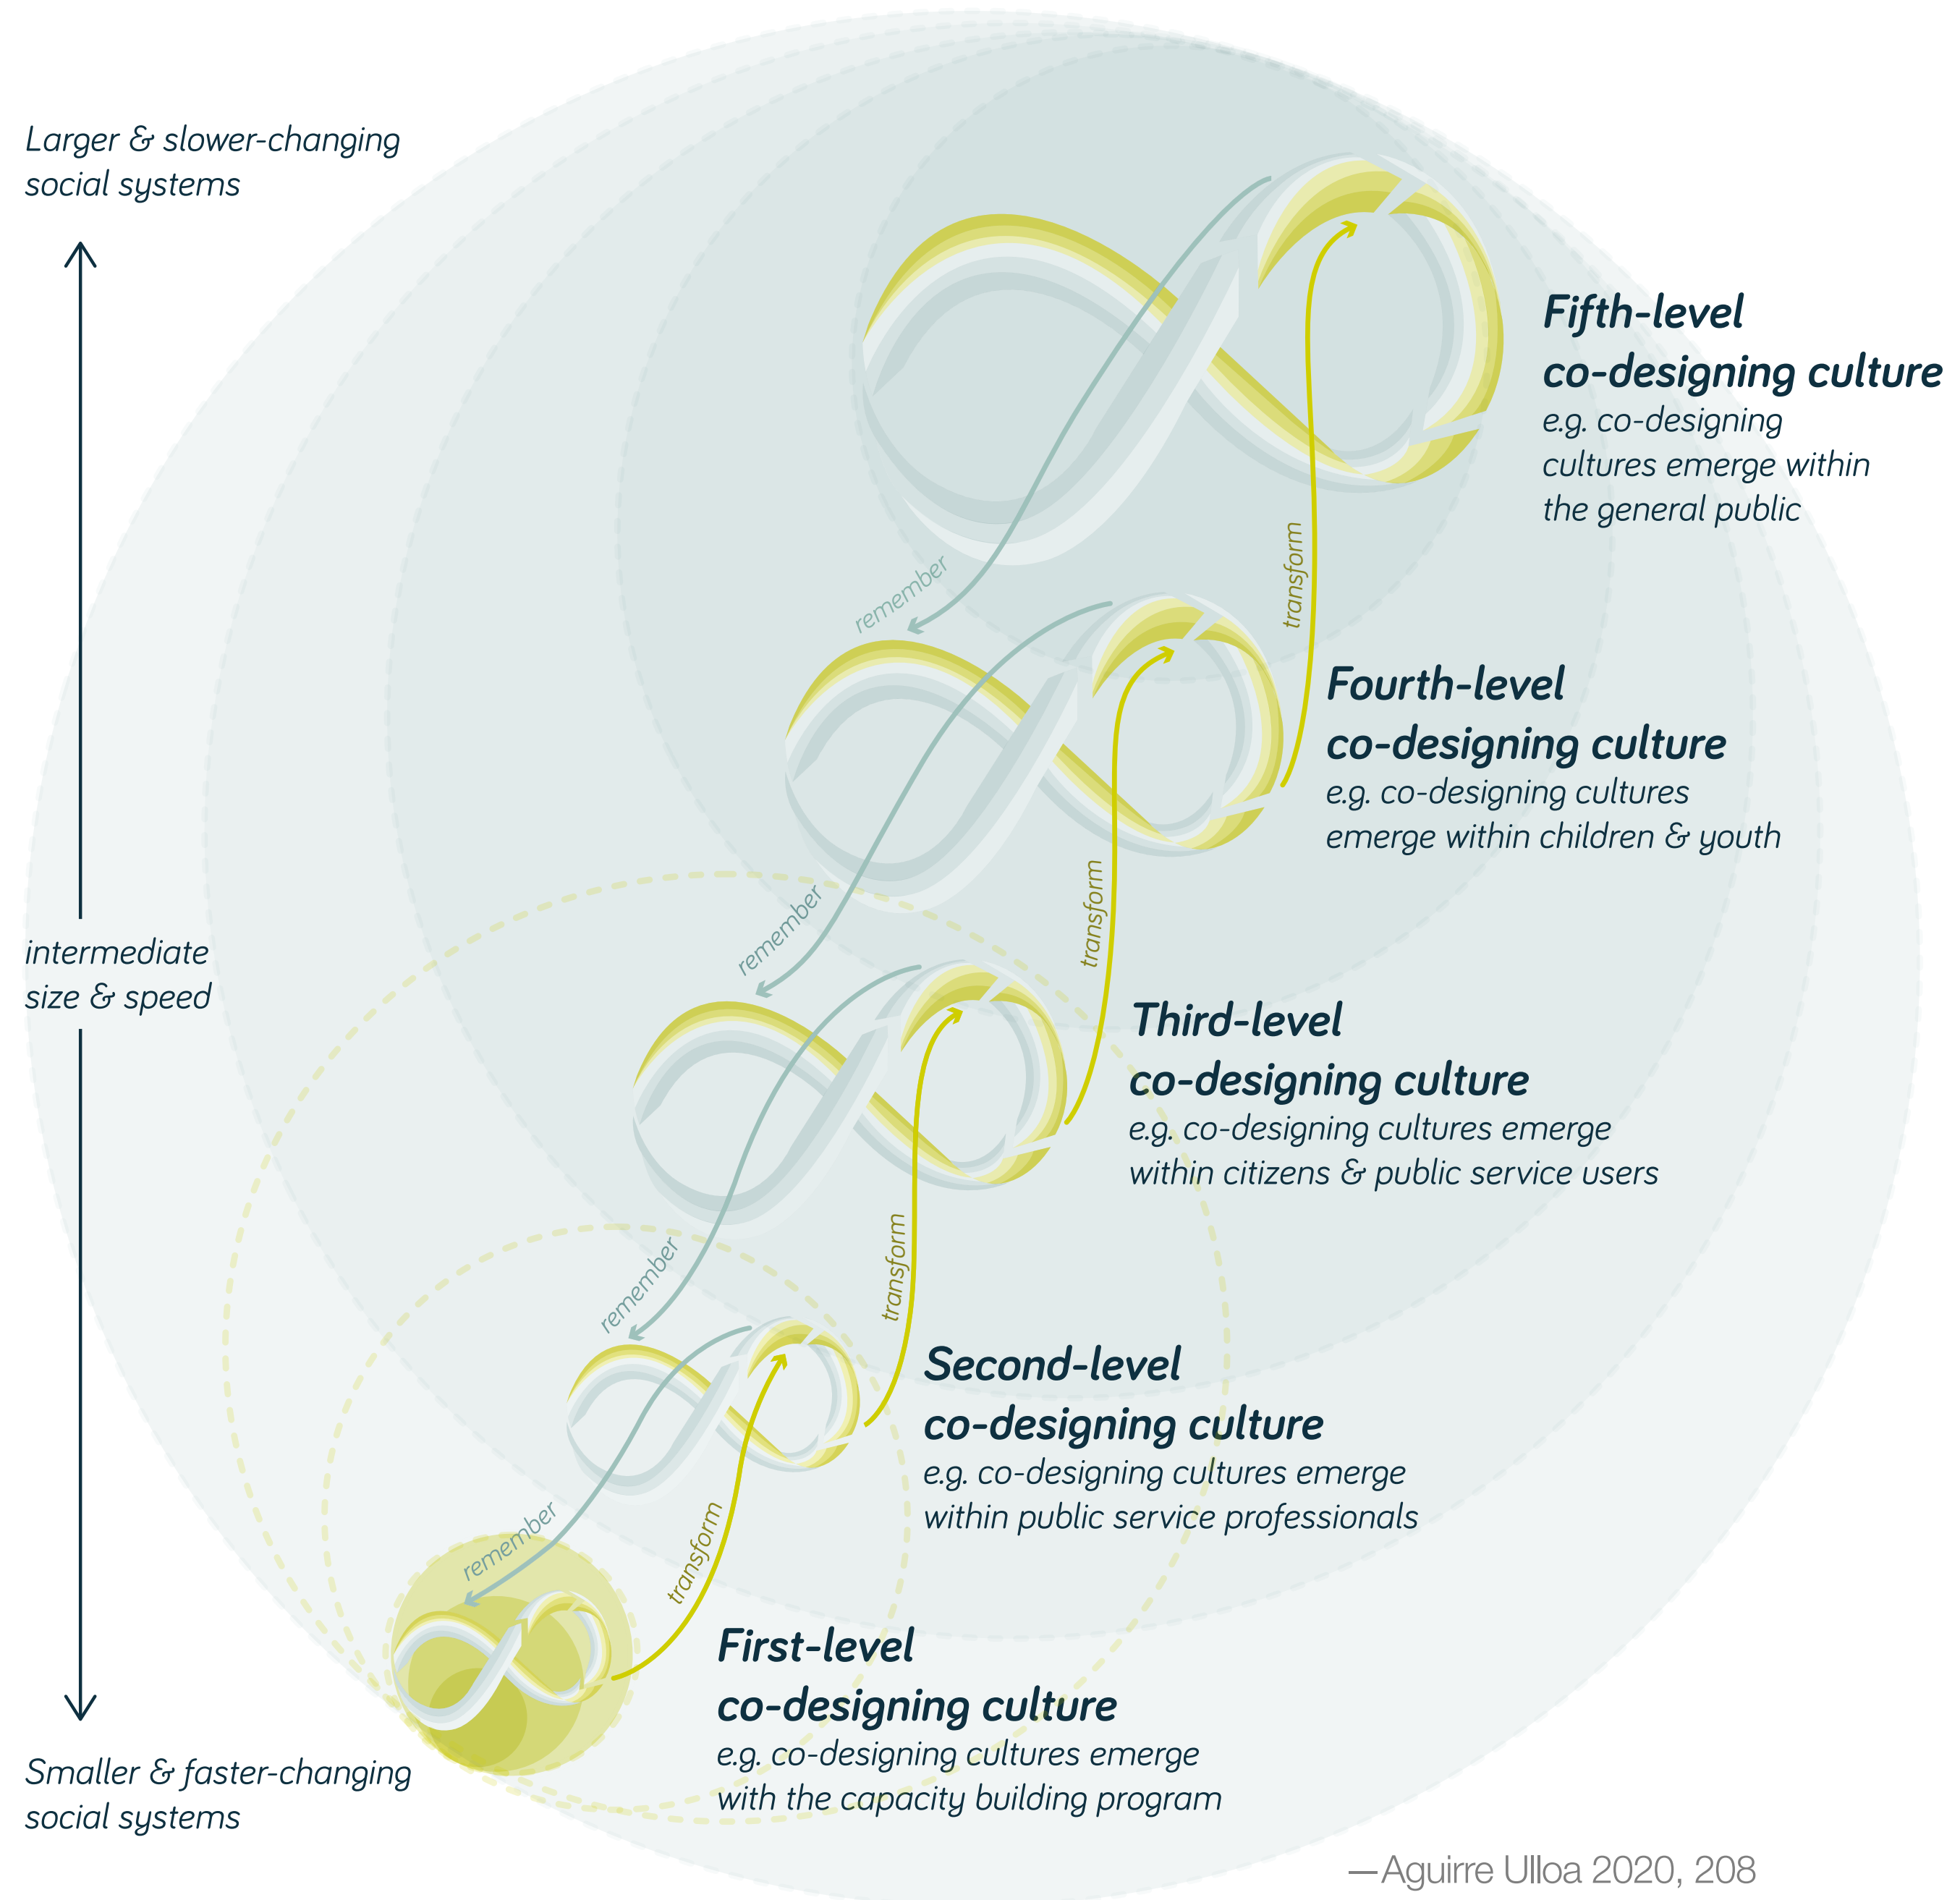 Larger & slower-changing
social systems
Fifth-level
co-designing culture
e.g. co-designing
cultures emerge within
the general public
remember
transform
Fourth-level
co-designing culture
e.g. co-designing cultures
emerge within children & youth
remember
transform
intermediate
size & speed
Third-level
co-designing culture
e.g. co-designing cultures emerge
within citizens & public service users
remember
transform
Second-level
co-designing culture
e.g. co-designing cultures emerge
within public service professionals
remember
transform
First-level
co-designing culture
e.g. co-designing cultures emerge
with the capacity building program
Smaller & faster-changing
social systems
—Aguirre Ulloa 2020, 208